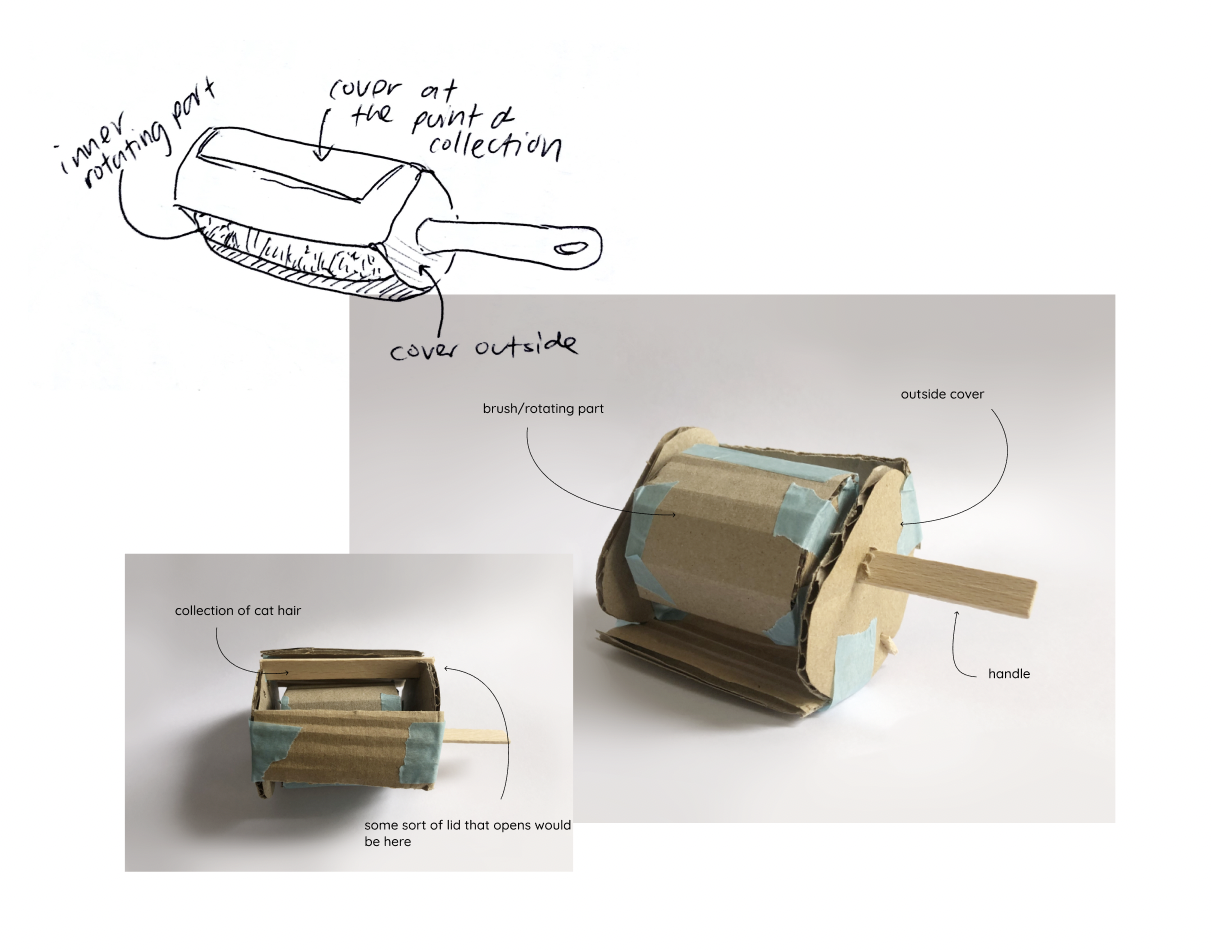 inner
rotating part
cover at
the point of
collection
cover outside
brush/rotating part
outside cover
handle
collection of cat hair
some sort of lid that opens would
be here